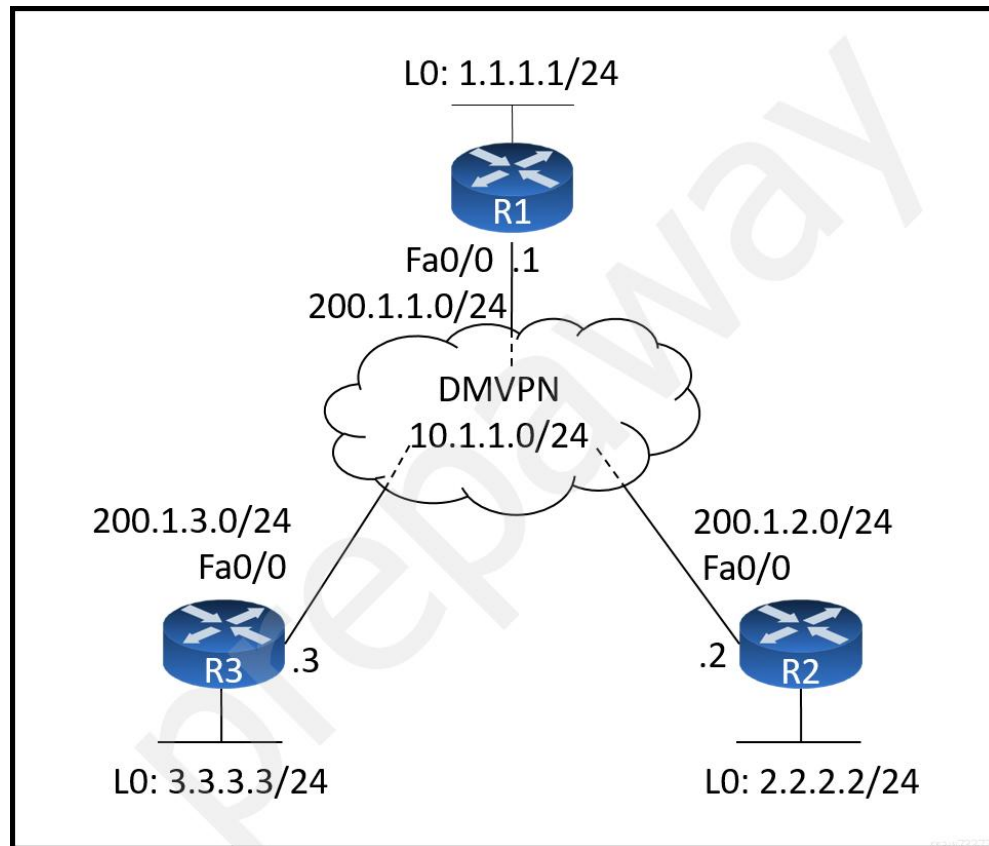 L0: 1.1.1.1/24
R1
Fa0/0 .1
200.1.1.0/24
DMVPN
10.1.1.0/24
200.1.3.0/24
Fa0/0
200.1.2.0/24
Fa0/0
R3
.3
.2
R2
L0: 3.3.3.3/24
L0: 2.2.2.2/24
prepaway